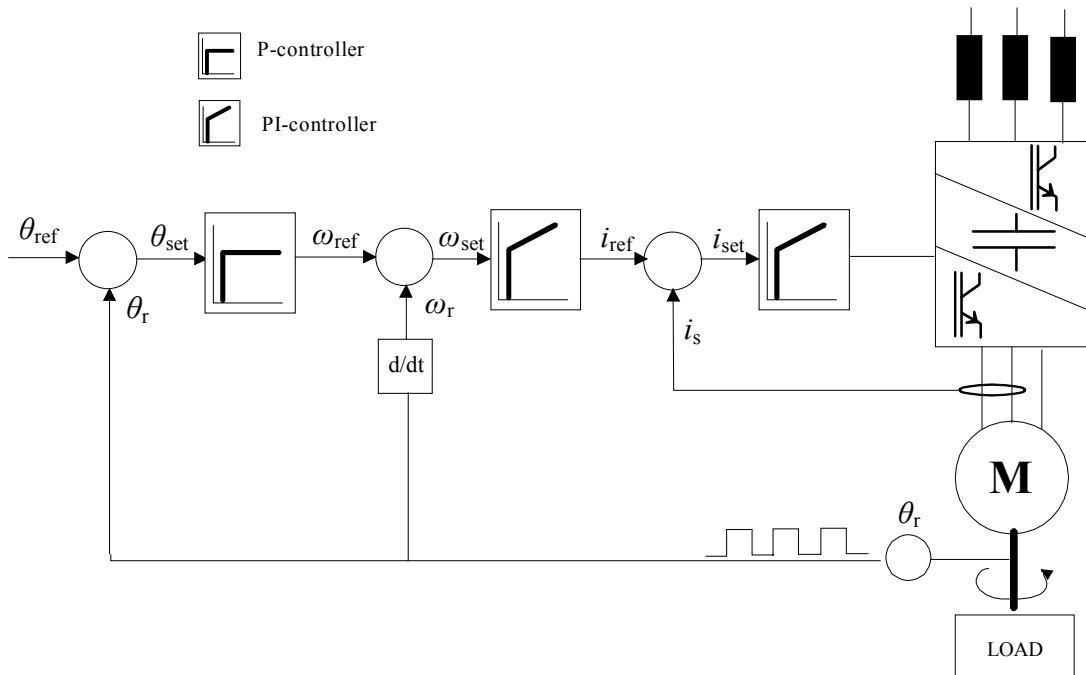 P-controller
PI-controller
θref
θset
ωref
ωset
iref
iset
θr
ωr
is
d/dt
M
θr
LOAD